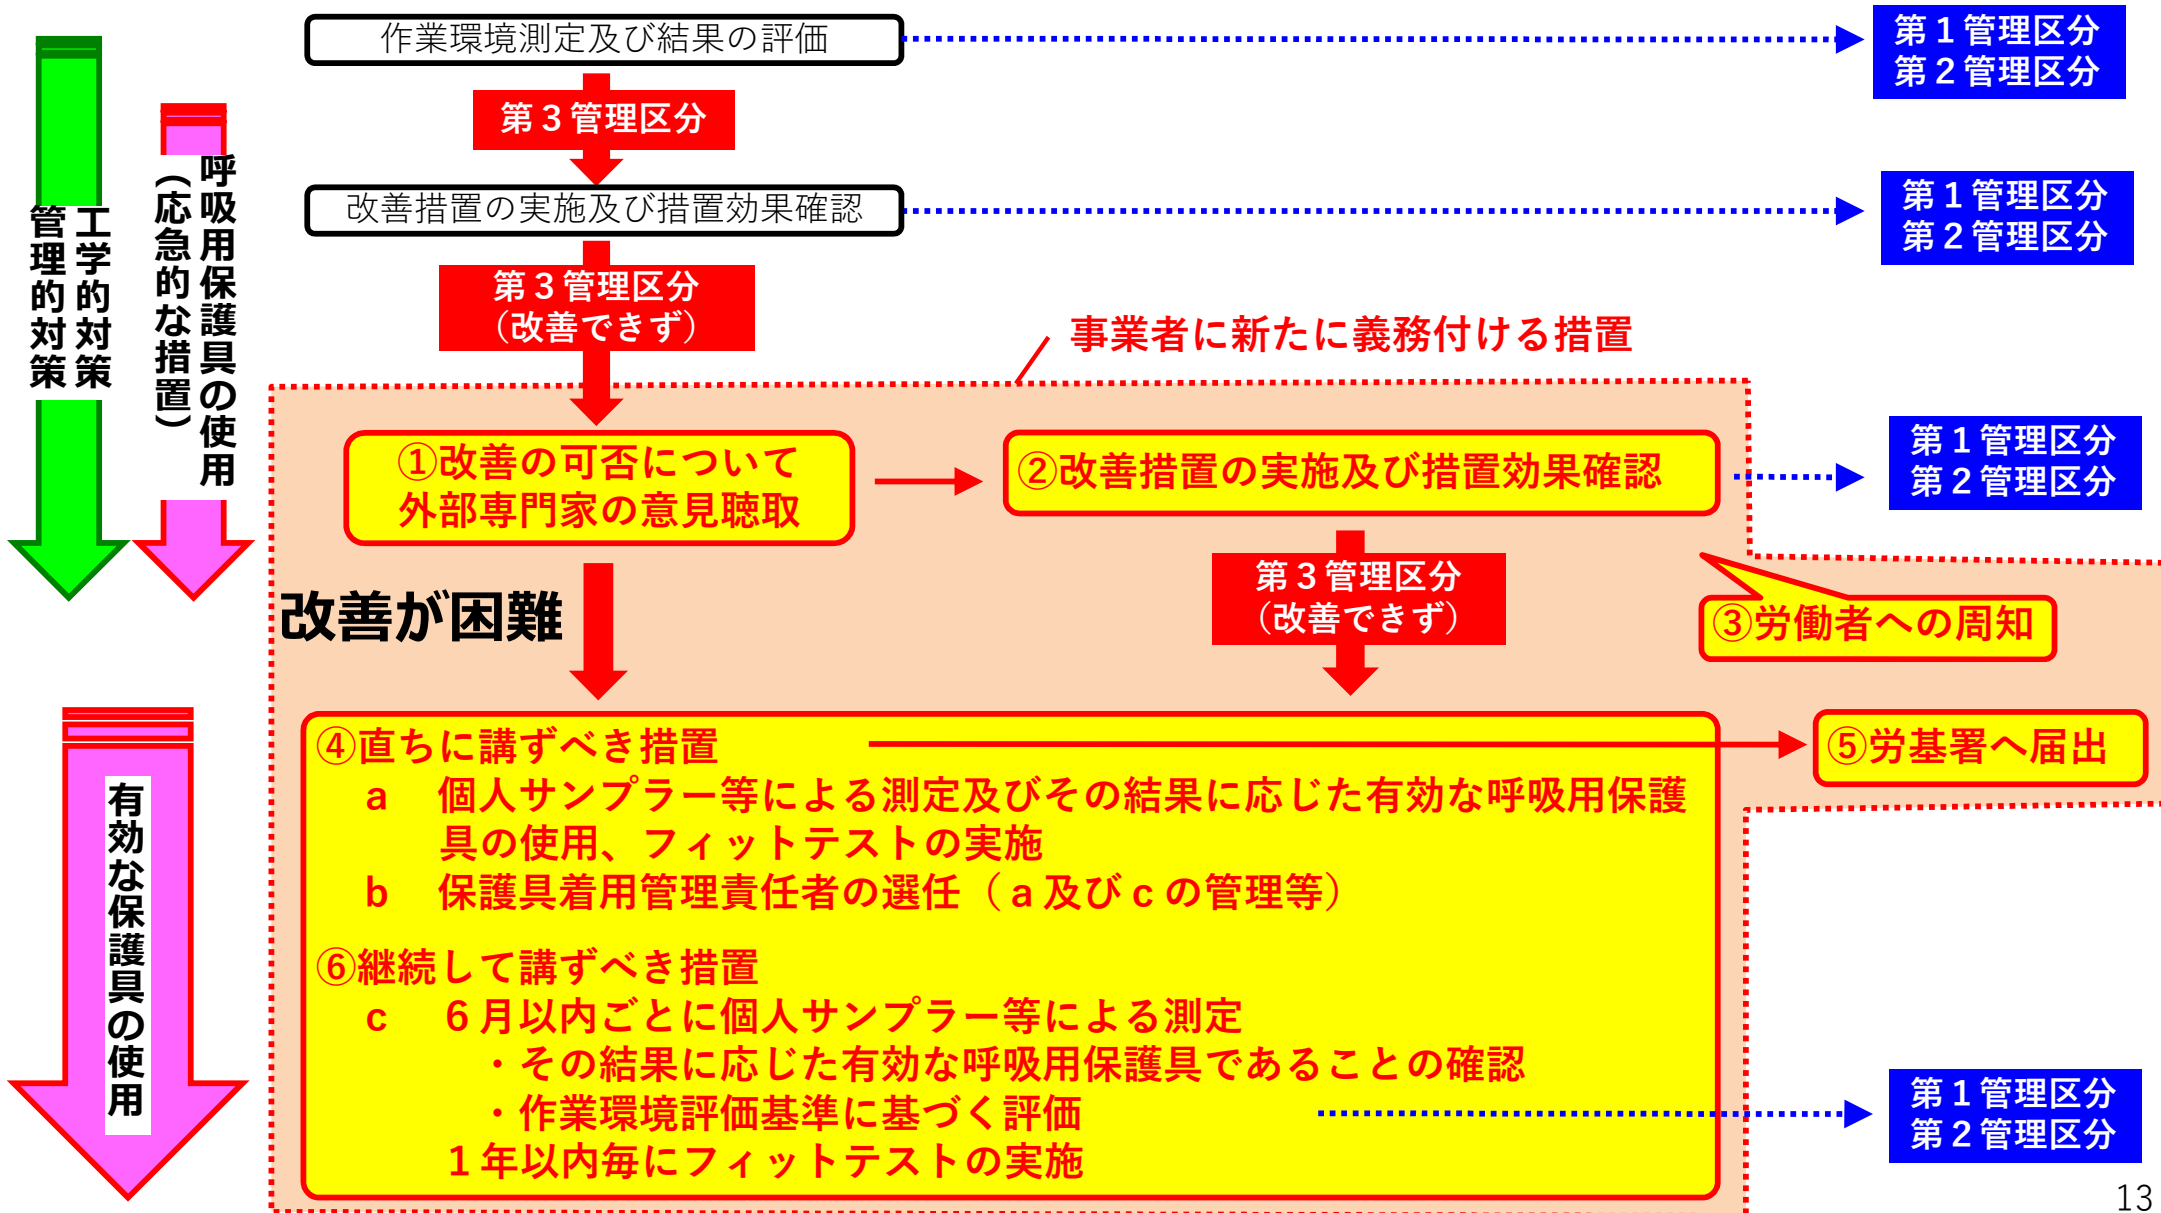 作業環境測定及び結果の評価
第１管理区分
第２管理区分
第３管理区分
改善措置の実施及び措置効果確認
第１管理区分
第２管理区分
第３管理区分
（改善できず）
工学的対策
管理的対策
呼吸用保護具の使用
（応急的な措置）
事業者に新たに義務付ける措置
①改善の可否について
外部専門家の意見聴取
②改善措置の実施及び措置効果確認
第１管理区分
第２管理区分
改善が困難
第３管理区分
（改善できず）
③労働者への周知
④直ちに講ずべき措置
a　個人サンプラー等による測定及びその結果に応じた有効な呼吸用保護
具の使用、フィットテストの実施
b　保護具着用管理責任者の選任（a及びcの管理等）
⑤労基署へ届出
⑥継続して講ずべき措置
c　６月以内ごとに個人サンプラー等による測定
・その結果に応じた有効な呼吸用保護具であることの確認
・作業環境評価基準に基づく評価
１年以内毎にフィットテストの実施
第１管理区分
第２管理区分
有効な保護具の使用
13